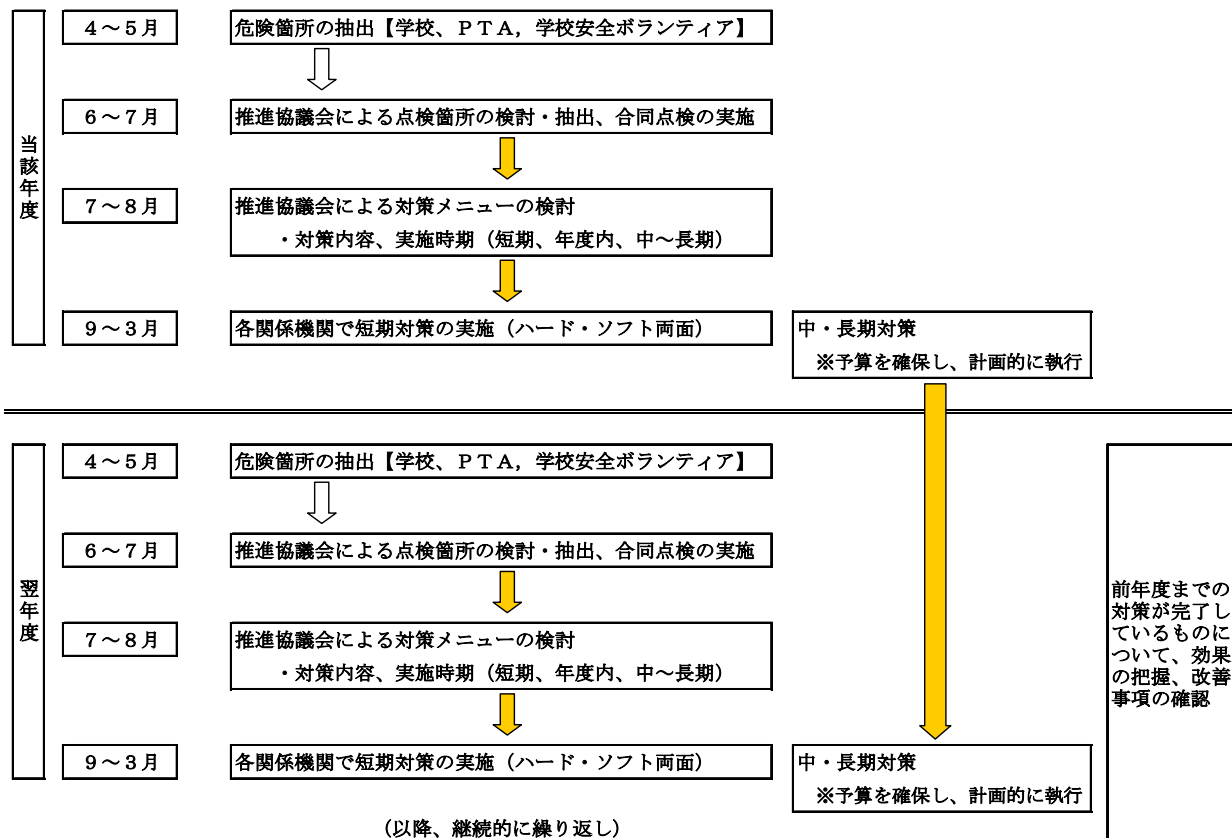 当該年度
4～5月
危険箇所の抽出【学校、ＰＴＡ，学校安全ボランティア】
6～7月
推進協議会による点検箇所の検討・抽出、合同点検の実施
7～8月
推進協議会による対策メニューの検討
・対策内容、実施時期（短期、年度内、中～長期）
9～3月
各関係機関で短期対策の実施（ハード・ソフト両面）
中・長期対策
※予算を確保し、計画的に執行
翌年度
4～5月
危険箇所の抽出【学校、ＰＴＡ，学校安全ボランティア】
6～7月
推進協議会による点検箇所の検討・抽出、合同点検の実施
7～8月
推進協議会による対策メニューの検討
・対策内容、実施時期（短期、年度内、中～長期）
9～3月
各関係機関で短期対策の実施（ハード・ソフト両面）
中・長期対策
※予算を確保し、計画的に執行
前年度までの
対策が完了し
ているものに
ついて、効果
の把握、改善
事項の確認
（以降、継続的に繰り返し）